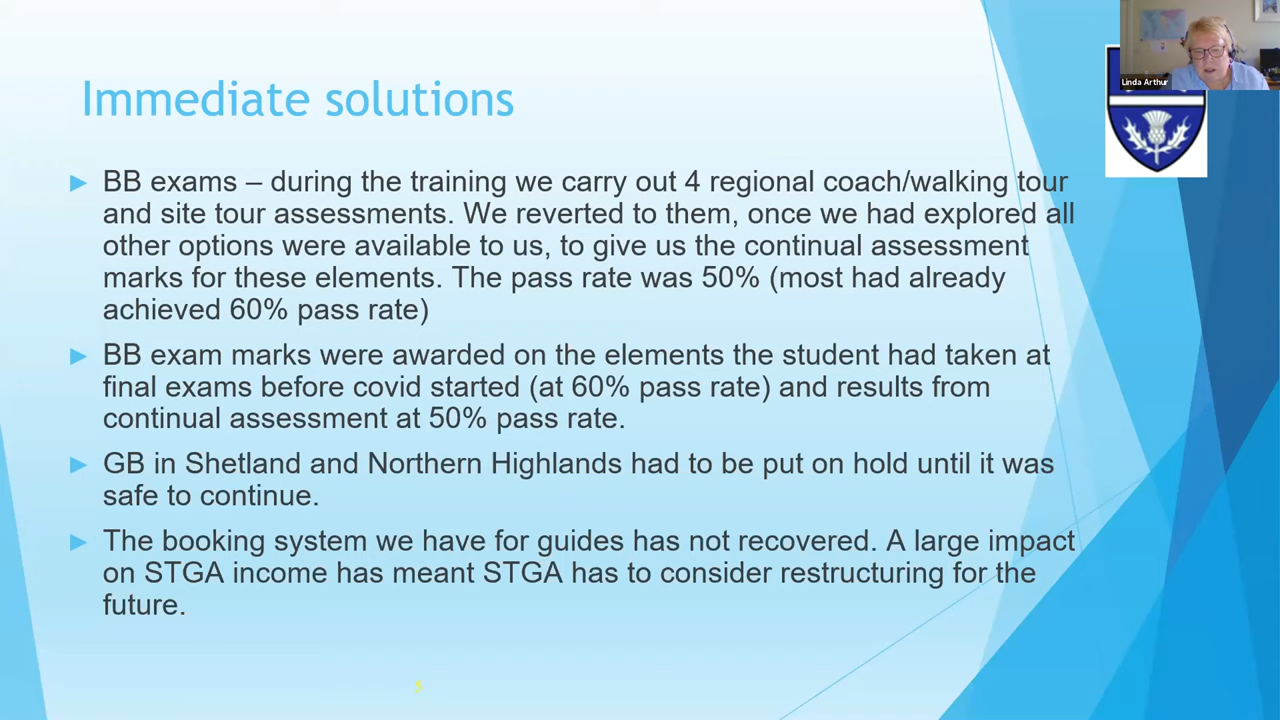 Linda Arthur
Immediate solutions
BB exams – during the training we carry out 4 regional coach/walking tour
and site tour assessments. We reverted to them, once we had explored all
other options were available to us, to give us the continual assessment
marks for these elements. The pass rate was 50% (most had already
achieved 60% pass rate)
BB exam marks were awarded on the elements the student had taken at
final exams before covid started (at 60% pass rate) and results from
continual assessment at 50% pass rate.
GB in Shetland and Northern Highlands had to be put on hold until it was
safe to continue.
The booking system we have for guides has not recovered. A large impact
on STGA income has meant STGA has to consider restructuring for the
future.